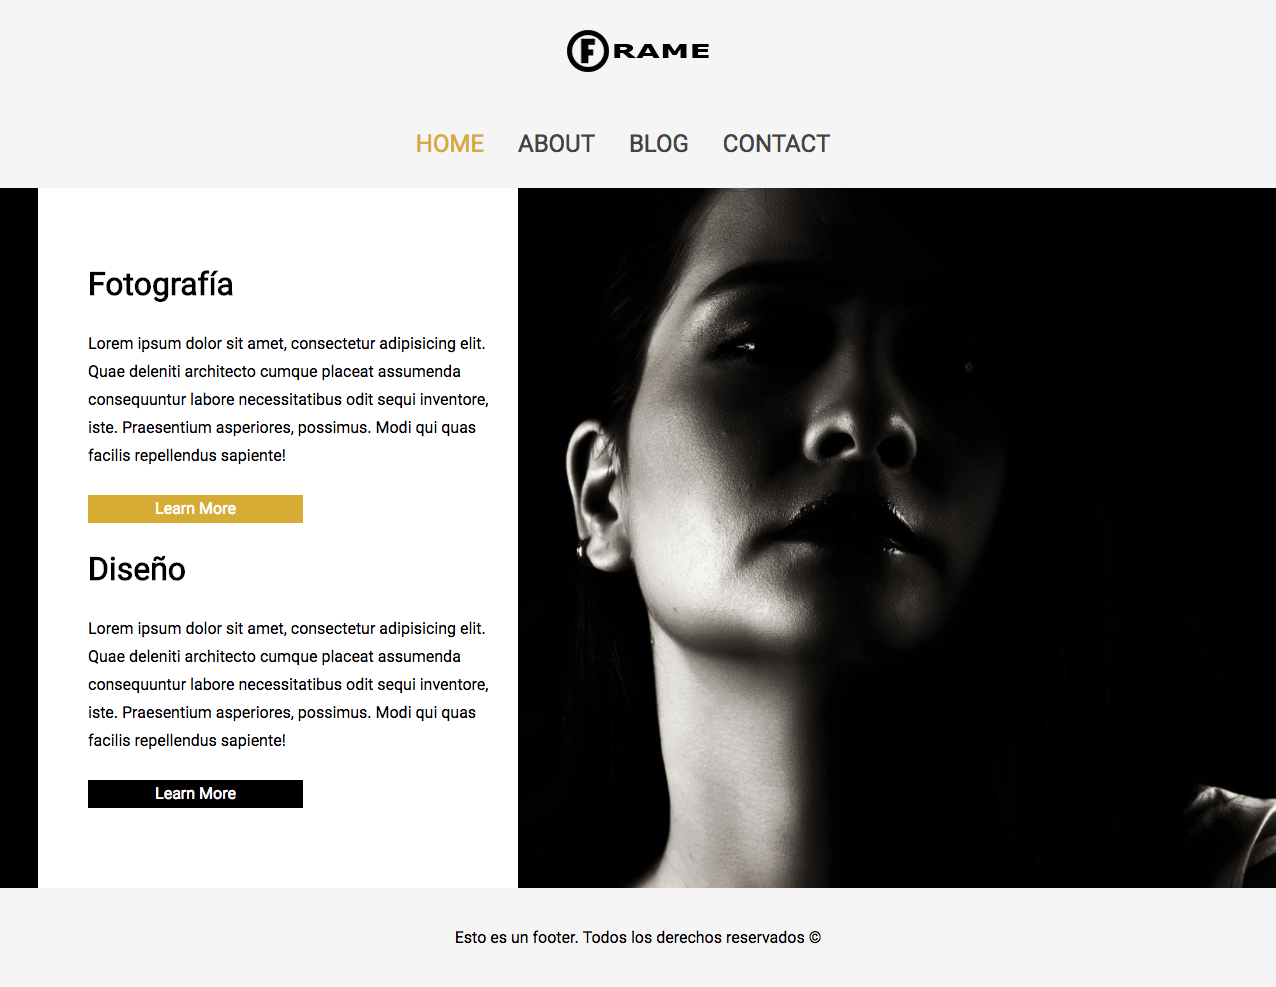 FRAME
HOME ABOUT BLOG CONTACT
Fotografía
Lorem ipsum dolor sit amet, consectetur adipisicing elit.
Quae deleniti architecto cumque placeat assumenda
consequuntur labore necessitatibus odit sequi inventore,
iste. Praesentium asperiores, possimus. Modi qui quas
facilis repellendus sapiente!
Learn More
Diseño
Lorem ipsum dolor sit amet, consectetur adipisicing elit.
Quae deleniti architecto cumque placeat assumenda
consequuntur labore necessitatibus odit sequi inventore,
iste. Praesentium asperiores, possimus. Modi qui quas
facilis repellendus sapiente!
Learn More
Esto es un footer. Todos los derechos reservados ©